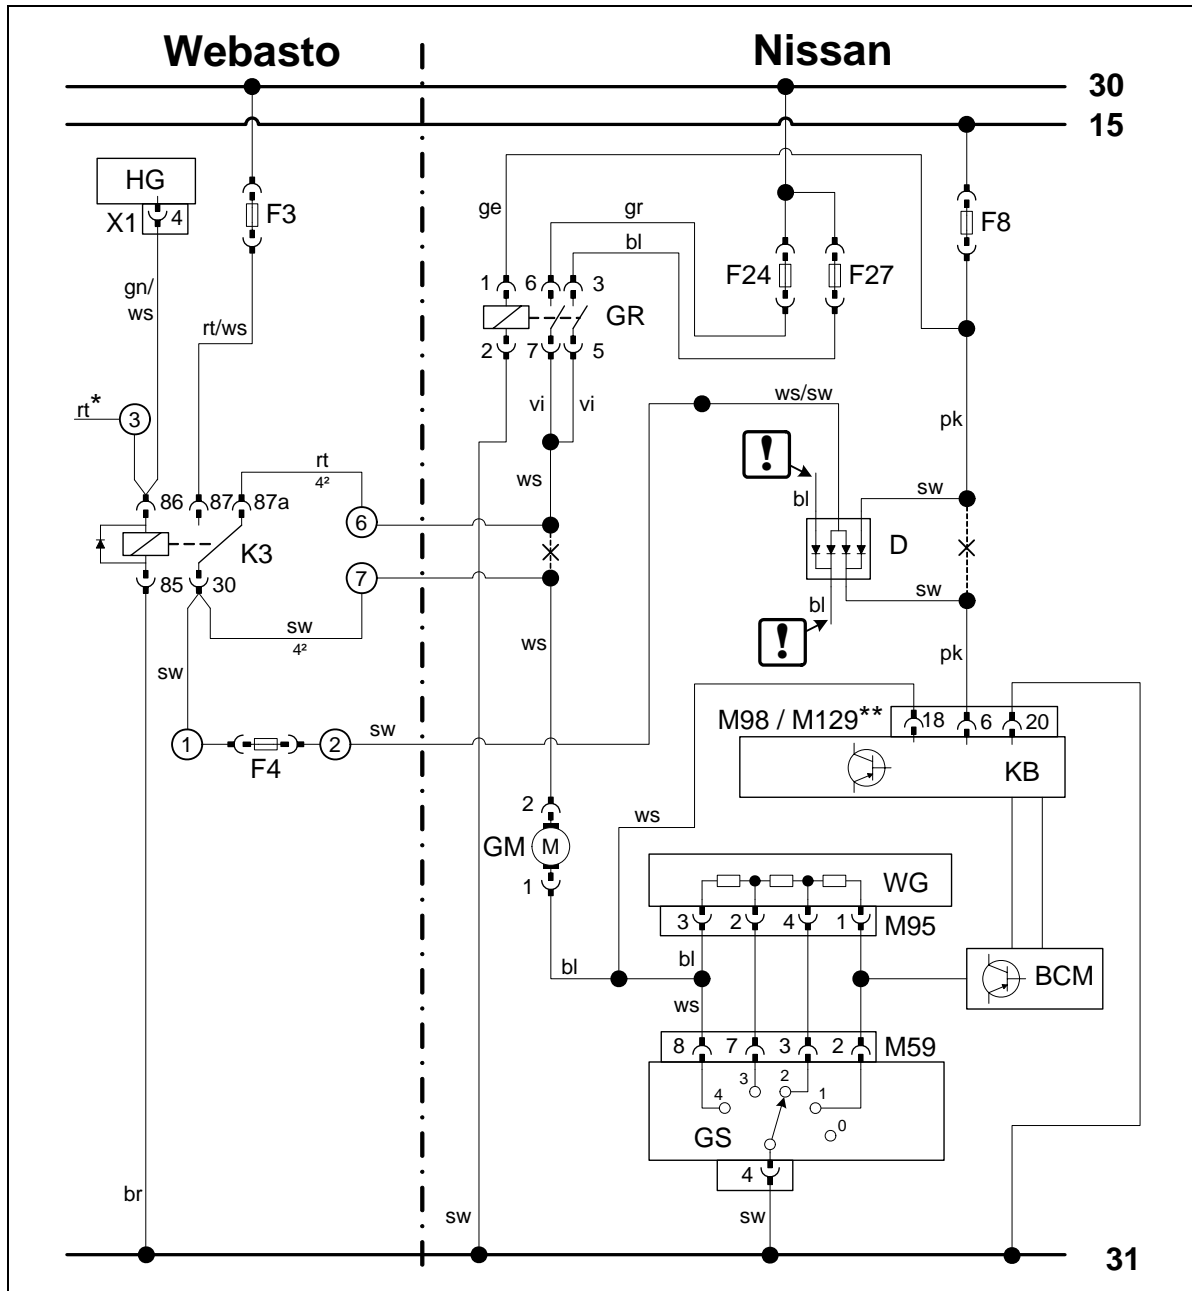 Webasto Nissan
30
15
HG
X1 4
F3
ge gr
bl
F8
gn/
ws
rt/ws
1 6 3
GR
F24 F27
2 7 5
rt*
3
vi vi
ws/sw
pk
!
rt
4²
ws
bl
sw
86 87 87a
6
D
K3
85 30
7
sw
4²
bl
sw
!
sw
ws
pk
1 F4 2 sw
M98 / M129** 18 6 20
KB
2
GM M
1
ws
WG
3 2 4 1 M95
bl bl
ws
BCM
8 7 3 2 M59
4 3 2 1 0
GS
4
br
sw
sw
31